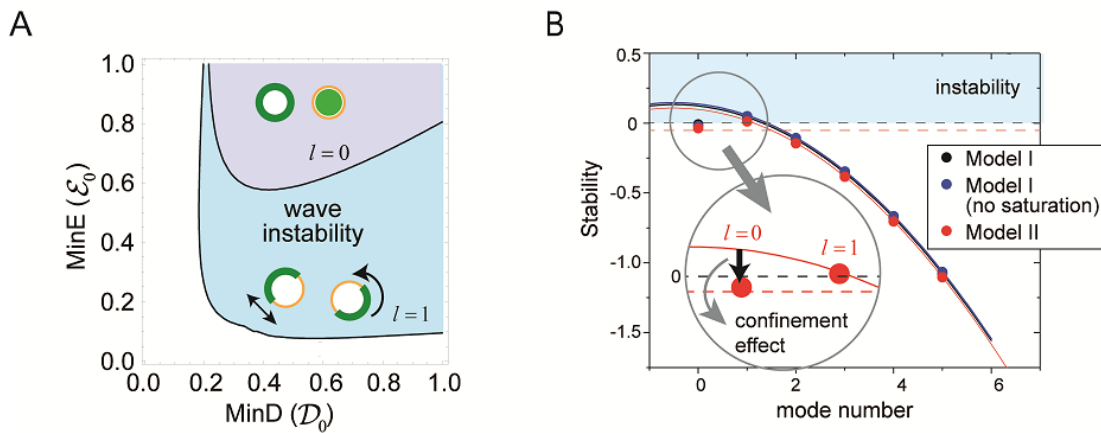 A
MinE (ℰ₀)
1.0
0.8
0.6
0.4
0.2
0.0
l = 0
wave
instability
l = 1
0.0 0.2 0.4 0.6 0.8 1.0
MinD (𝒟₀)
B
Stability
0.5
0
-0.5
-1.0
-1.5
instability
Model I
Model I
(no saturation)
Model II
l = 0
l = 1
0
confinement
effect
0 2 4 6
mode number